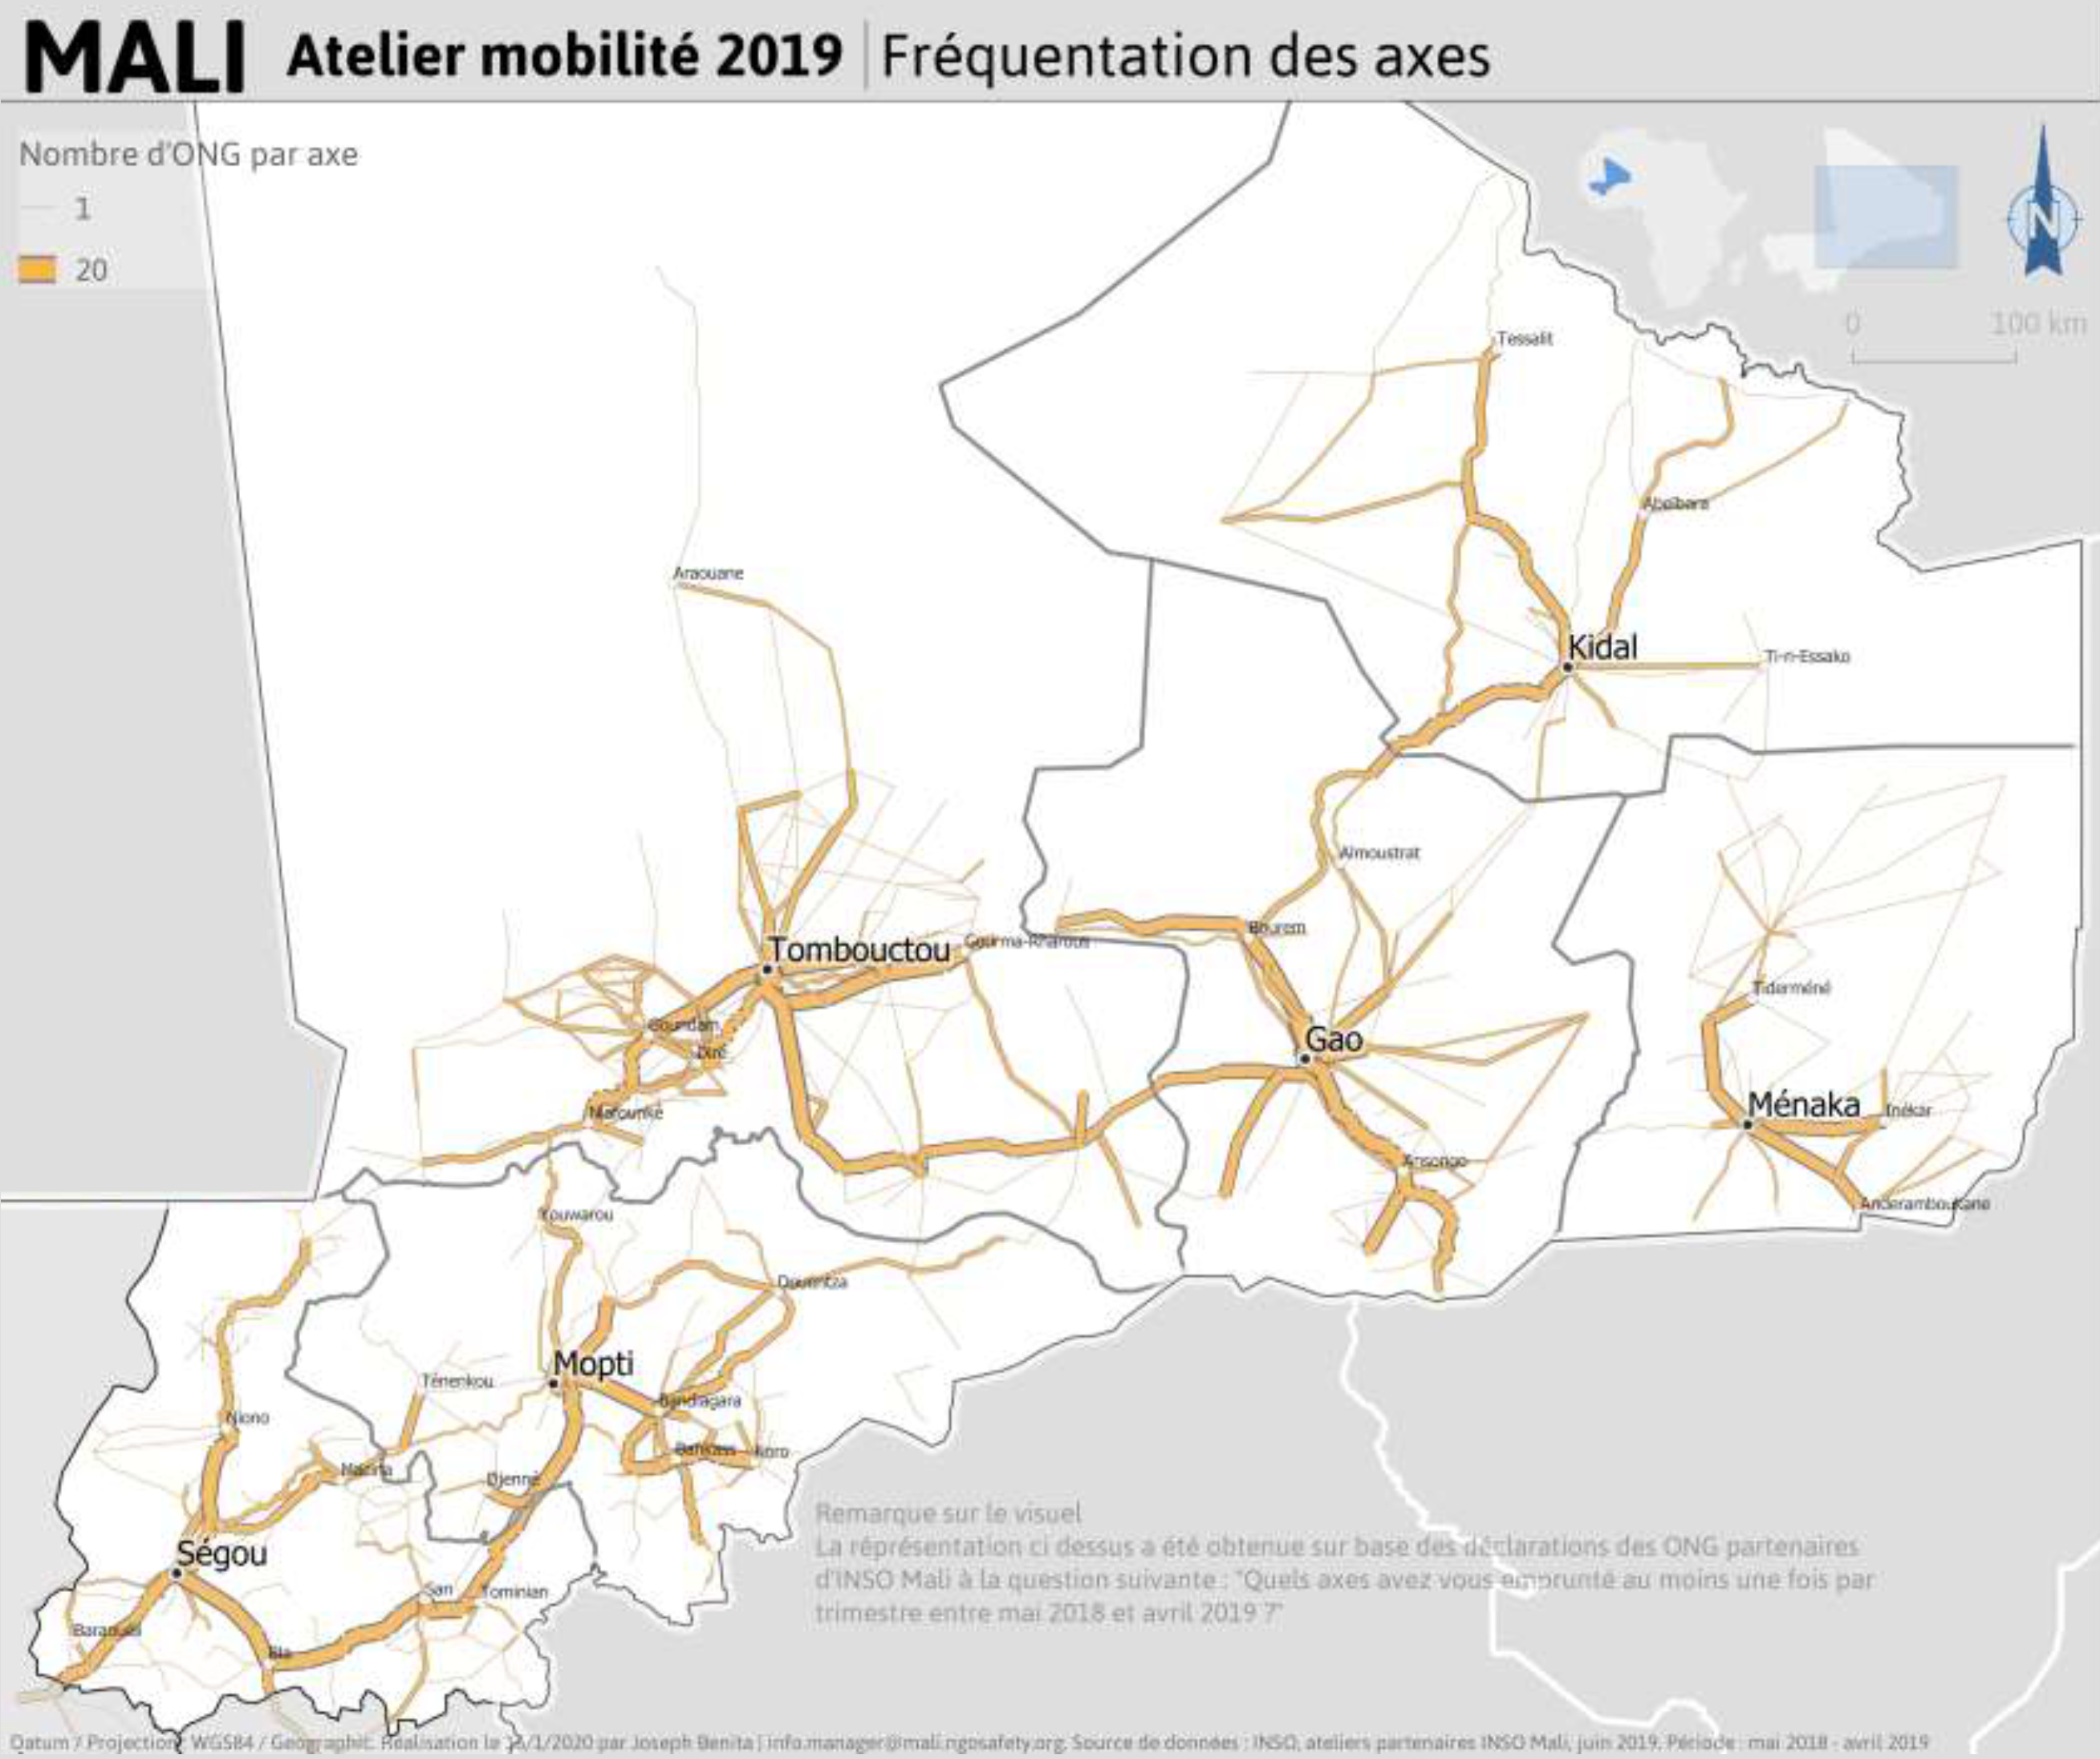 MALI Atelier mobilité 2019 | Fréquentation des axes
Nombre d'ONG par axe
1
20
N
0 100 km
Tessalit
Abeïbara
Araouane
Kidal
Ti-n-Essako
Almoustrat
Bourem
Tombouctou
Gourma-Rharous
Tidermèné
Goundam
Diré
Gao
Ménaka
Inékar
Niafounké
Ansongo
Anderamboukane
Youwarou
Douentza
Mopti
Ténenkou
Bandiagara
Niono
Bankass
Koro
Macina
Djenné
Ségou
San
Tominian
Baraouéli
Bla
Remarque sur le visuel
La réprésentation ci dessus a été obtenue sur base des déclarations des ONG partenaires
d'INSO Mali à la question suivante : "Quels axes avez vous emprunté au moins une fois par
trimestre entre mai 2018 et avril 2019 ?"
Datum / Projection : WGS84 / Geographic. Réalisation le /1/2020 par Joseph Benita | info.manager@mali.ngosafety.org. Source de données : INSO, ateliers partenaires INSO Mali, juin 2019. Période : mai 2018 - avril 2019